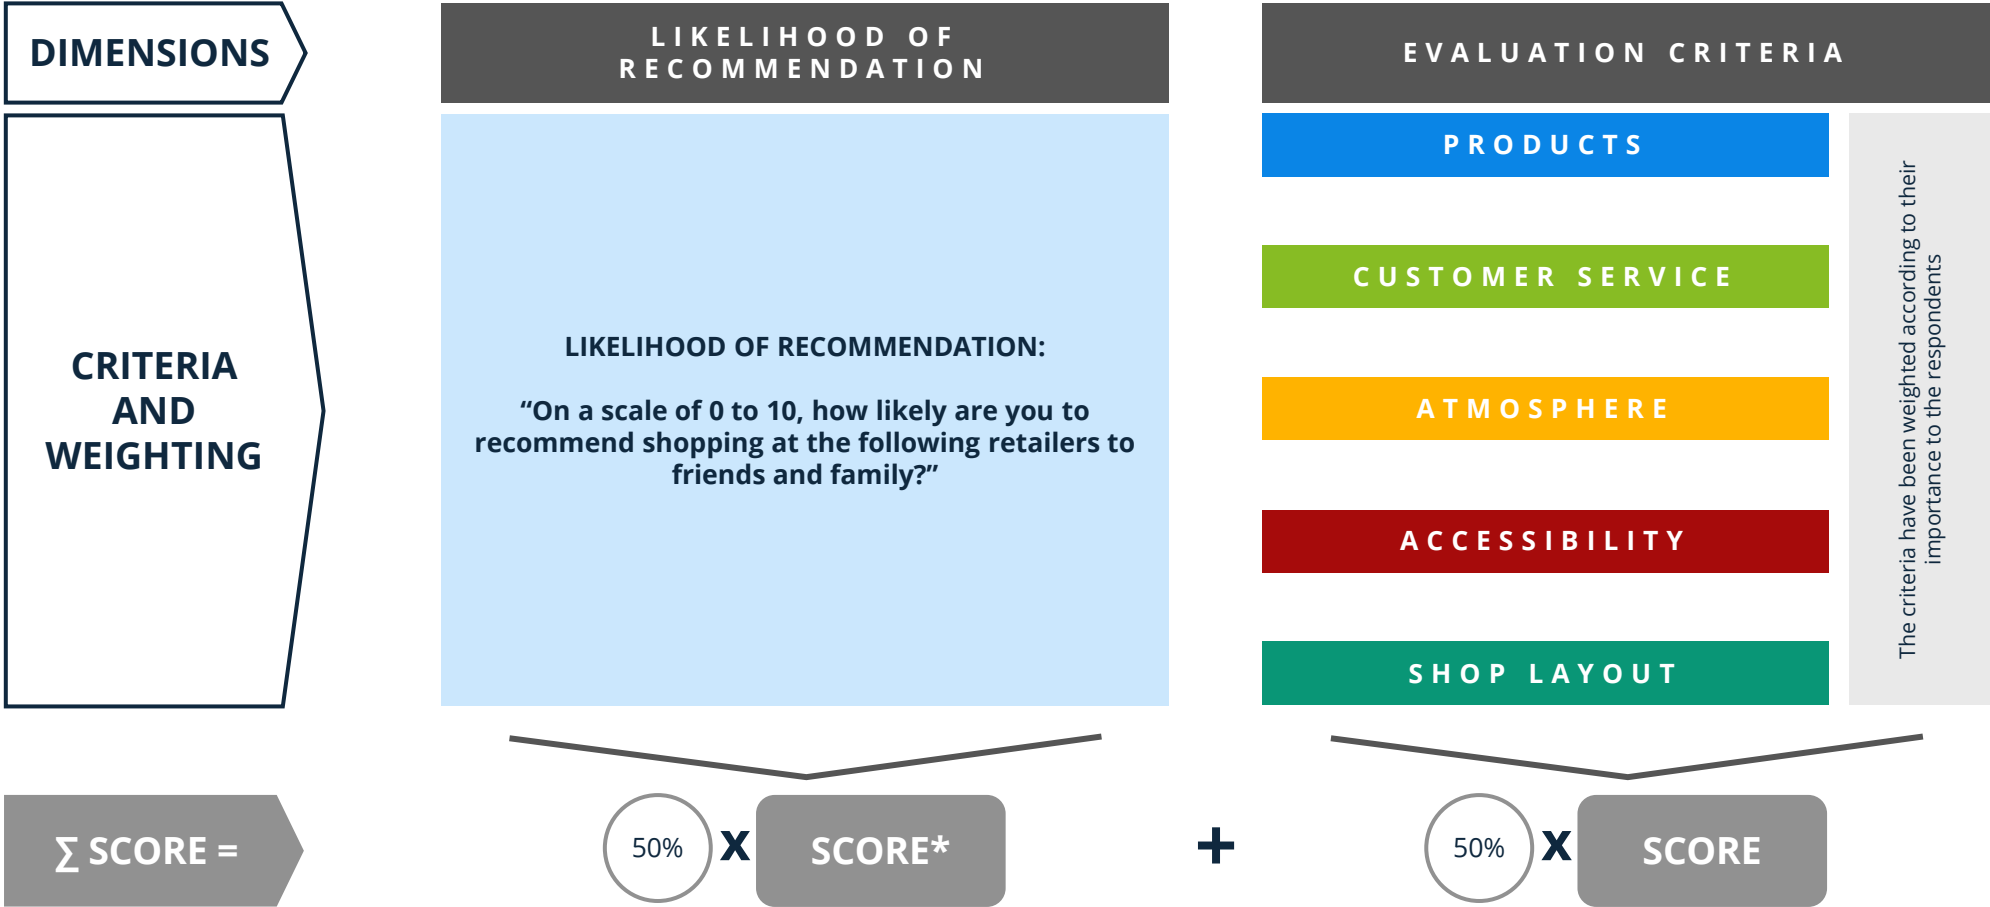 DIMENSIONS
LIKELIHOOD OF
RECOMMENDATION
EVALUATION CRITERIA
CRITERIA
AND
WEIGHTING
LIKELIHOOD OF RECOMMENDATION:
“On a scale of 0 to 10, how likely are you to
recommend shopping at the following retailers to
friends and family?”
PRODUCTS
CUSTOMER SERVICE
ATMOSPHERE
ACCESSIBILITY
SHOP LAYOUT
The criteria have been weighted according to their
importance to the respondents
∑ SCORE =
50%
x
SCORE*
+
50%
x
SCORE